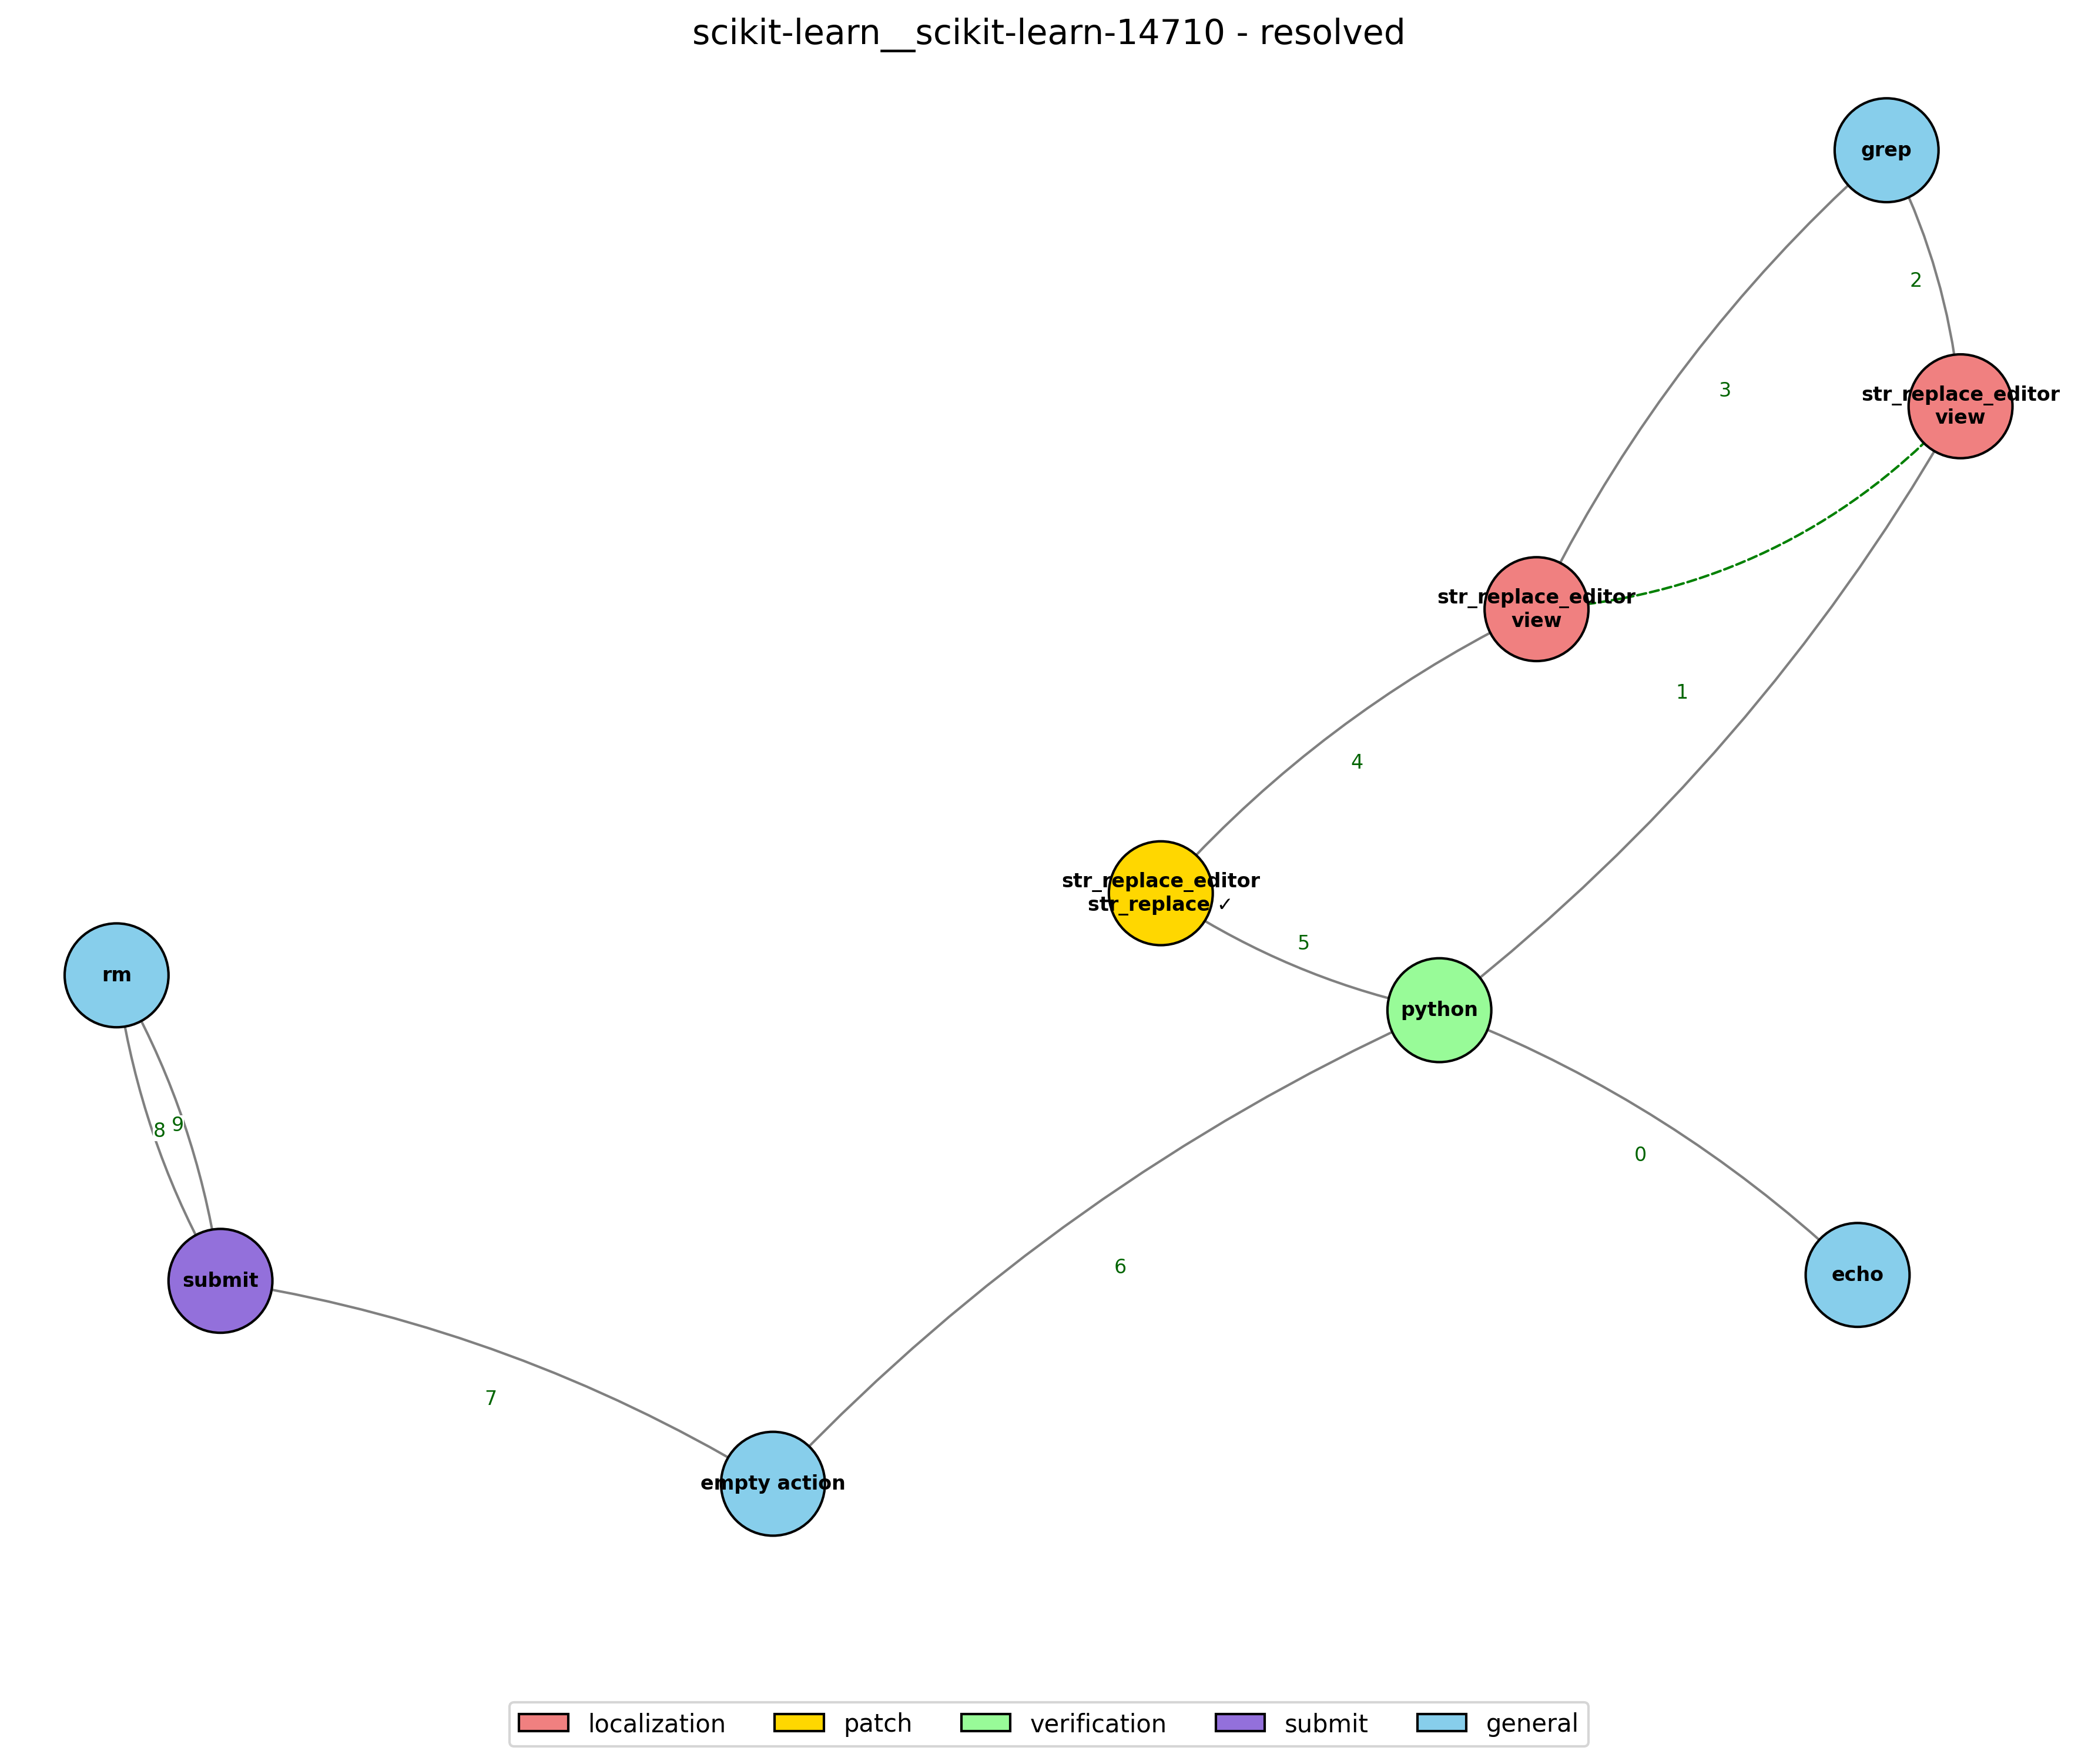 scikit-learn__scikit-learn-14710 - resolved
grep
2
3
str_replace_editor
view
str_replace_editor
view
1
4
str_replace_editor
str_replace ✓
5
rm
python
8
9
0
6
submit
echo
7
empty action
localization
patch
verification
submit
general